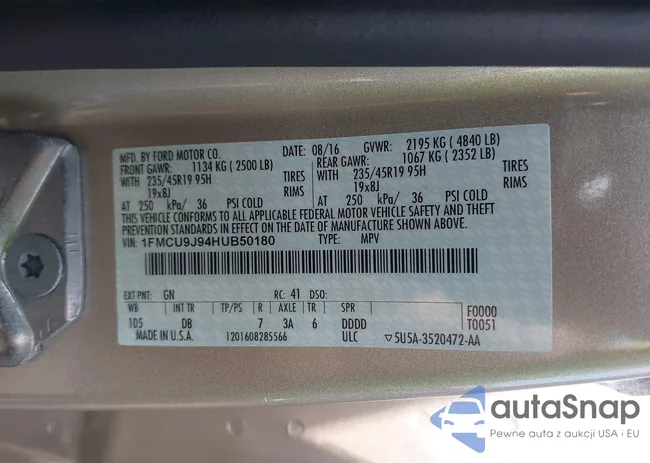 MFD. BY FORD MOTOR CO. DATE: 08/16 GVWR: 2195 KG ( 4840 LB)
FRONT GAWR: 1134 KG ( 2500 LB) REAR GAWR: 1067 KG ( 2352 LB)
WITH 235/45R19 95H TIRES WITH 235/45R19 95H TIRES
19x8J RIMS 19x8J RIMS
AT 250 kPa/ 36 PSI COLD AT 250 kPa/ 36 PSI COLD
THIS VEHICLE CONFORMS TO ALL APPLICABLE FEDERAL MOTOR VEHICLE SAFETY AND THEFT
PREVENTION STANDARDS IN EFFECT ON THE DATE OF MANUFACTURE SHOWN ABOVE.
VIN: 1FMCU9J94HUB50180 TYPE: MPV
EXT PNT: GN RC: 41 DSO:
WB INT TR TP/PS R AXLE TR SPR F0000
105 DB 7 3A 6 DDDD T0051
MADE IN U.S.A. 1201608285566 ULC ▽5U5A-3520472-AA
autaSnap
Pewne auta z aukcji USA i EU